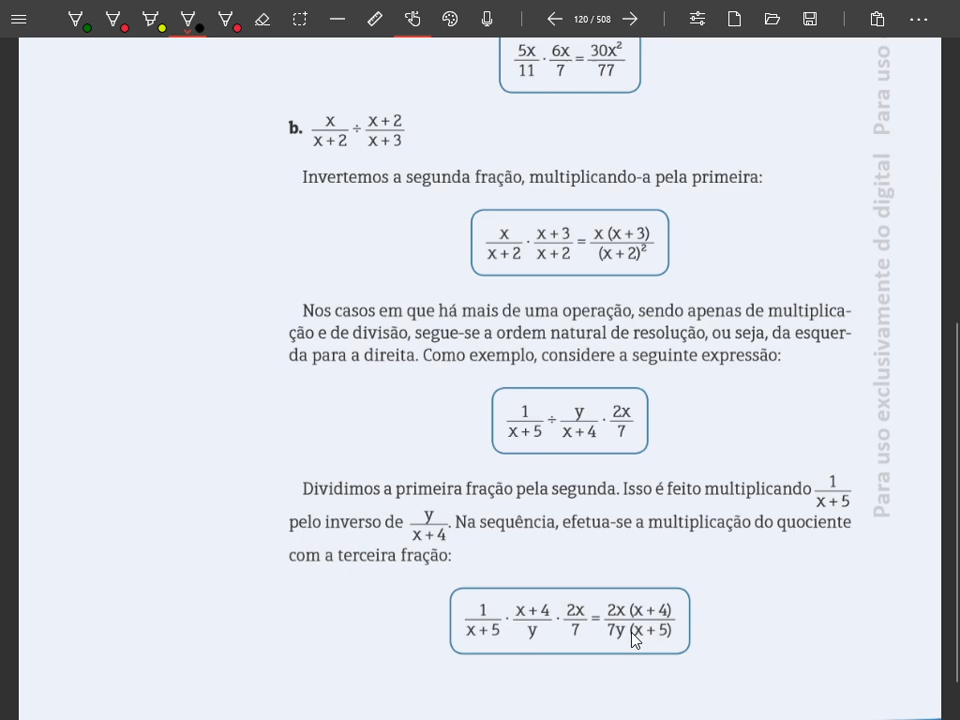 120 / 508
5x/11 · 6x/7 = 30x²/77
b. x/x + 2 ÷ x + 2/x + 3
Invertemos a segunda fração, multiplicando-a pela primeira:
x/x + 2 · x + 3/x + 2 = x (x + 3)/(x + 2)²
Nos casos em que há mais de uma operação, sendo apenas de multiplica-
ção e de divisão, segue-se a ordem natural de resolução, ou seja, da esquer-
da para a direita. Como exemplo, considere a seguinte expressão:
1/x + 5 ÷ y/x + 4 · 2x/7
Dividimos a primeira fração pela segunda. Isso é feito multiplicando 1/x + 5
pelo inverso de y/x + 4. Na sequência, efetua-se a multiplicação do quociente
com a terceira fração:
1/x + 5 · x + 4/y · 2x/7 = 2x (x + 4)/7y (x + 5)
Para uso exclusivamente do digital Para uso